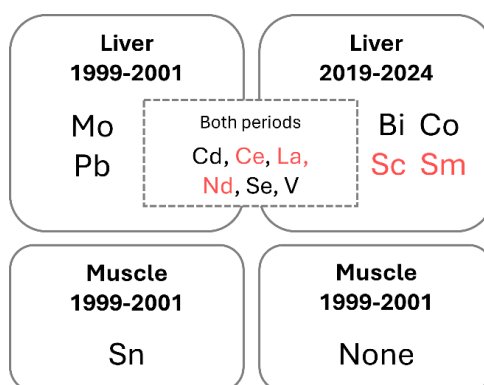 Liver
1999-2001
Mo
Pb
Liver
2019-2024
Bi Co
Sc Sm
Both periods
Cd, Ce, La,
Nd, Se, V
Muscle
1999-2001
Sn
Muscle
1999-2001
None